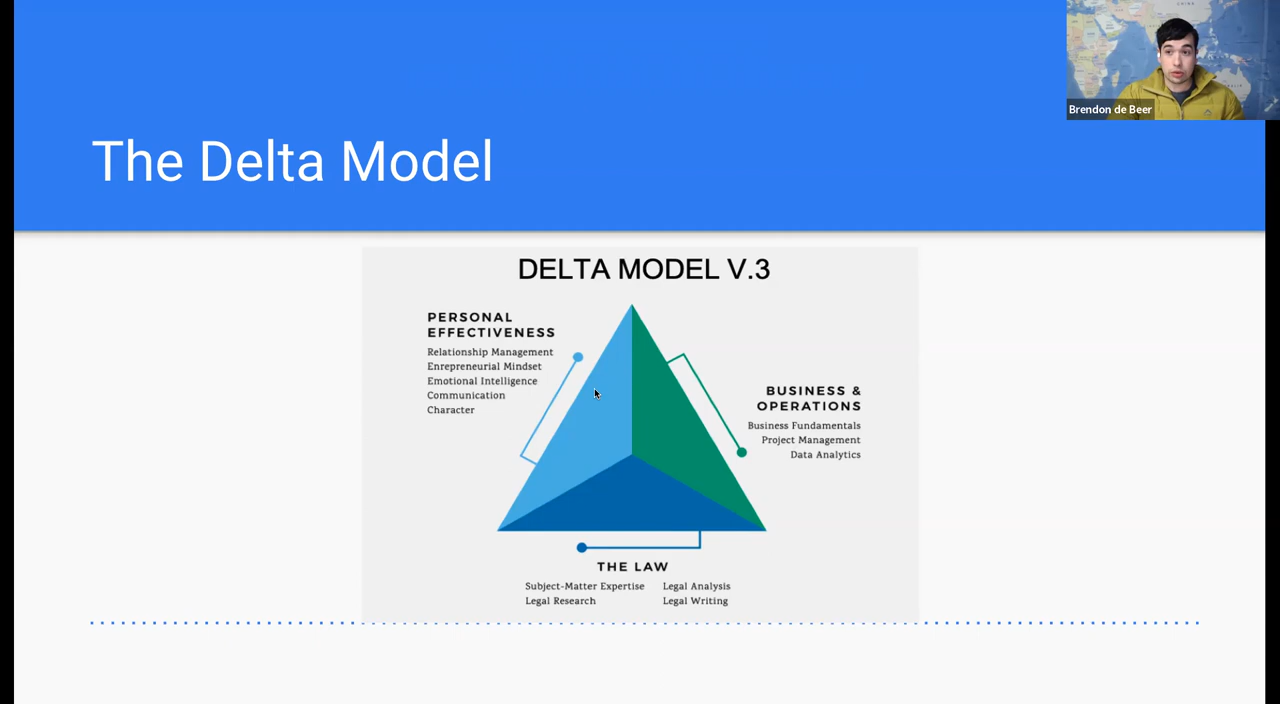 Brendon de Beer
The Delta Model
DELTA MODEL V.3
PERSONAL
EFFECTIVENESS
Relationship Management
Enrepreneurial Mindset
Emotional Intelligence
Communication
Character
BUSINESS &
OPERATIONS
Business Fundamentals
Project Management
Data Analytics
THE LAW
Subject-Matter Expertise Legal Analysis
Legal Research Legal Writing